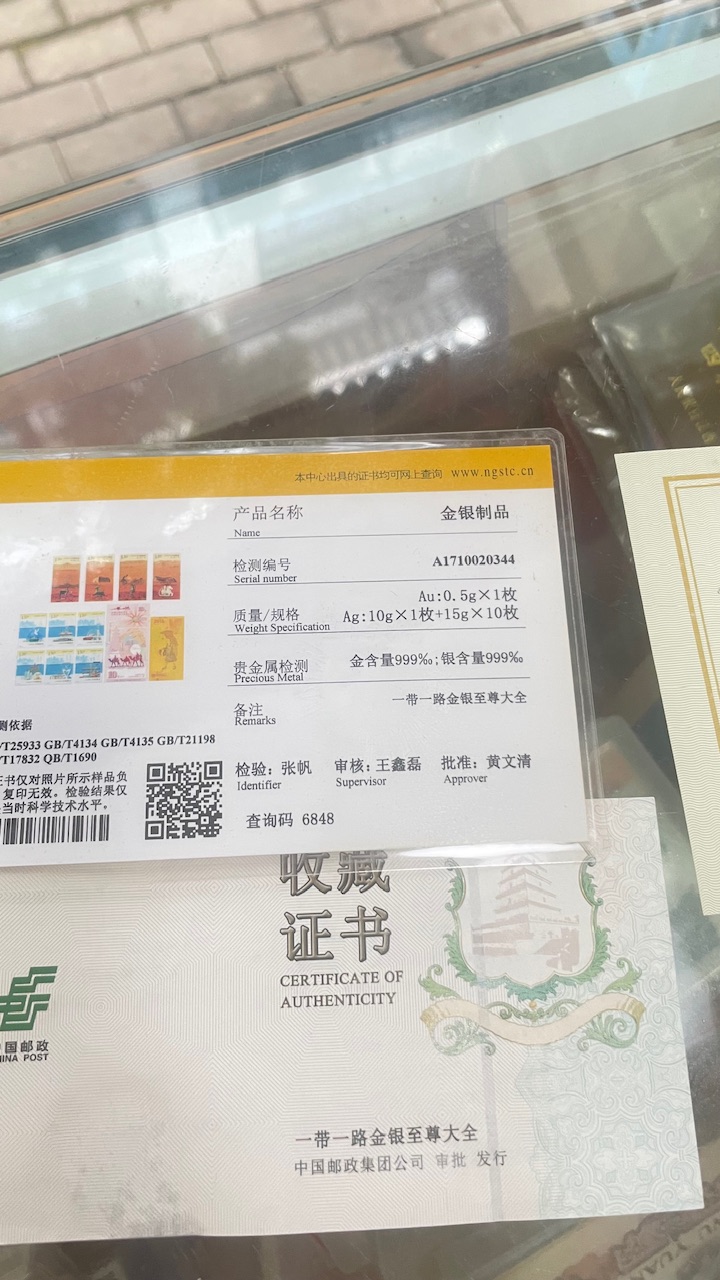 本中心出具的证书均可网上查询 www.ngstc.cn
产品名称 金银制品
Name
检测编号 A1710020344
Serial number
Au:0.5g×1枚
质量/规格 Ag:10g×1枚+15g×10枚
Weight Specification
贵金属检测 金含量999‰;银含量999‰
Precious Metal
备注 一带一路金银至尊大全
Remarks
测依据
/T25933 GB/T4134 GB/T4135 GB/T21198
/T17832 QB/T1690
证书仅对照片所示样品负
复印无效。检验结果仅
当时科学技术水平。
检验: 张帆 审核: 王鑫磊 批准: 黄文清
Identifier Supervisor Approver
查询码 6848
收藏
证书
CERTIFICATE OF
AUTHENTICITY
中国邮政
HINA POST
一带一路金银至尊大全
中国邮政集团公司 审批 发行